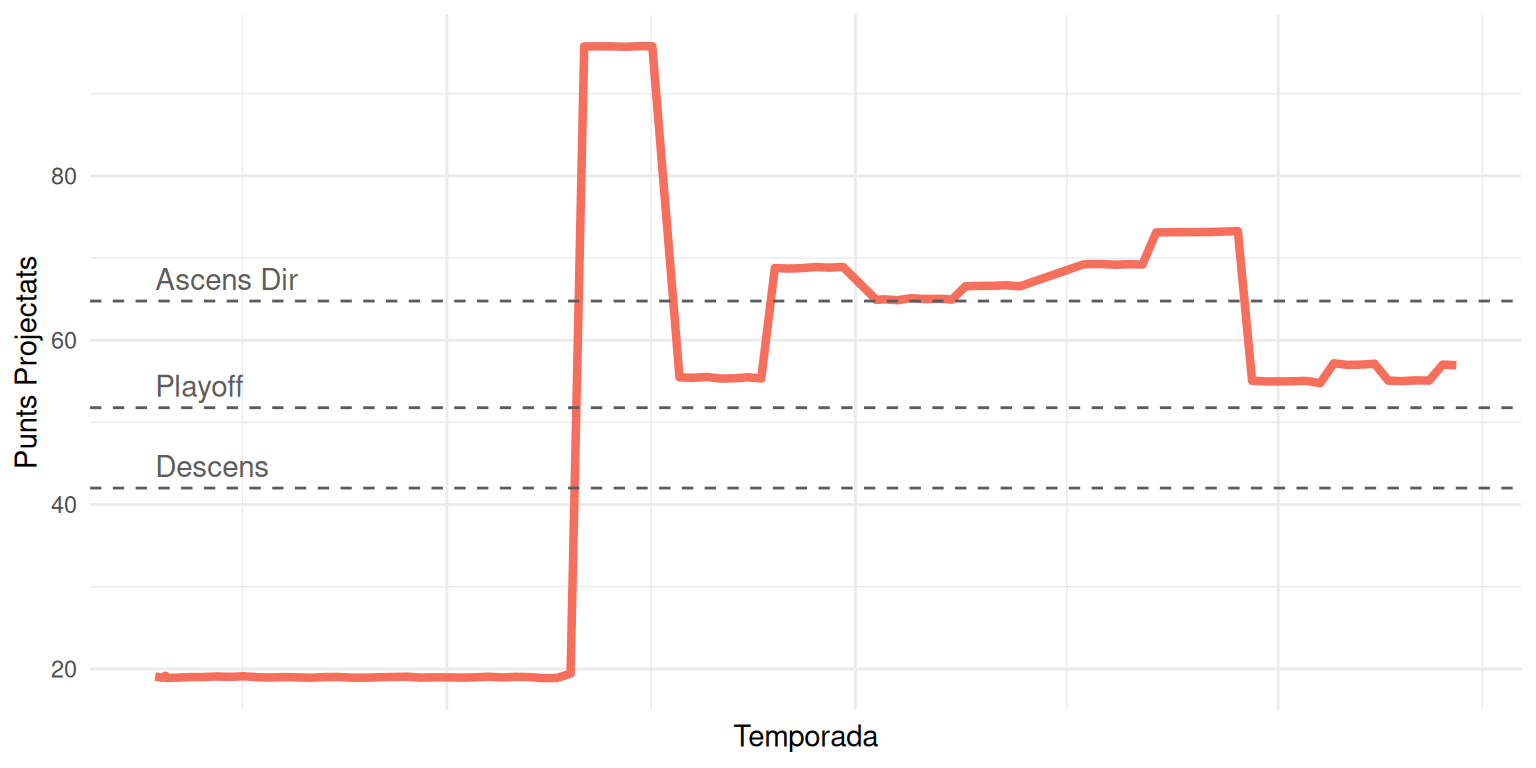 Punts Projectats
80
60
40
20
Ascens Dir
Playoff
Descens
Temporada